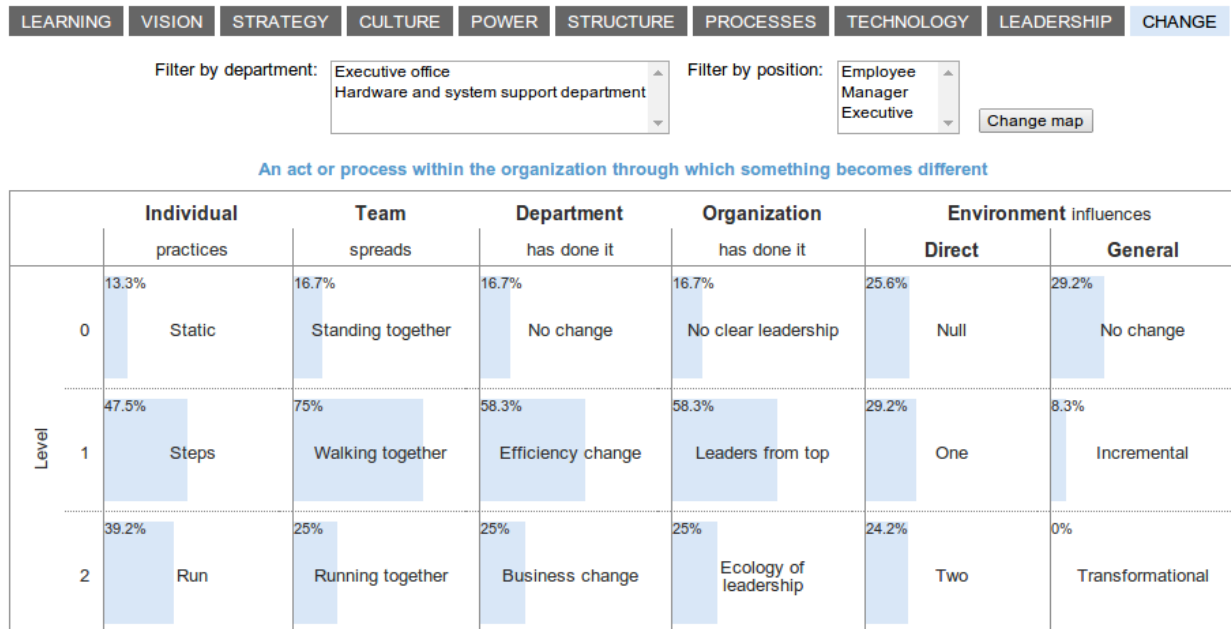 LEARNING VISION STRATEGY CULTURE POWER STRUCTURE PROCESSES TECHNOLOGY LEADERSHIP CHANGE
Filter by department: Executive office Filter by position: Employee
Hardware and system support department Manager
Executive
Change map
An act or process within the organization through which something becomes different
Individual Team Department Organization Environment influences
practices spreads has done it has done it Direct General
13.3% 16.7% 16.7% 16.7% 25.6% 29.2%
0 Static Standing together No change No clear leadership Null No change
47.5% 75% 58.3% 58.3% 29.2% 8.3%
Level
1 Steps Walking together Efficiency change Leaders from top One Incremental
39.2% 25% 25% 25% 24.2% 0%
2 Run Running together Business change Ecology of leadership Two Transformational